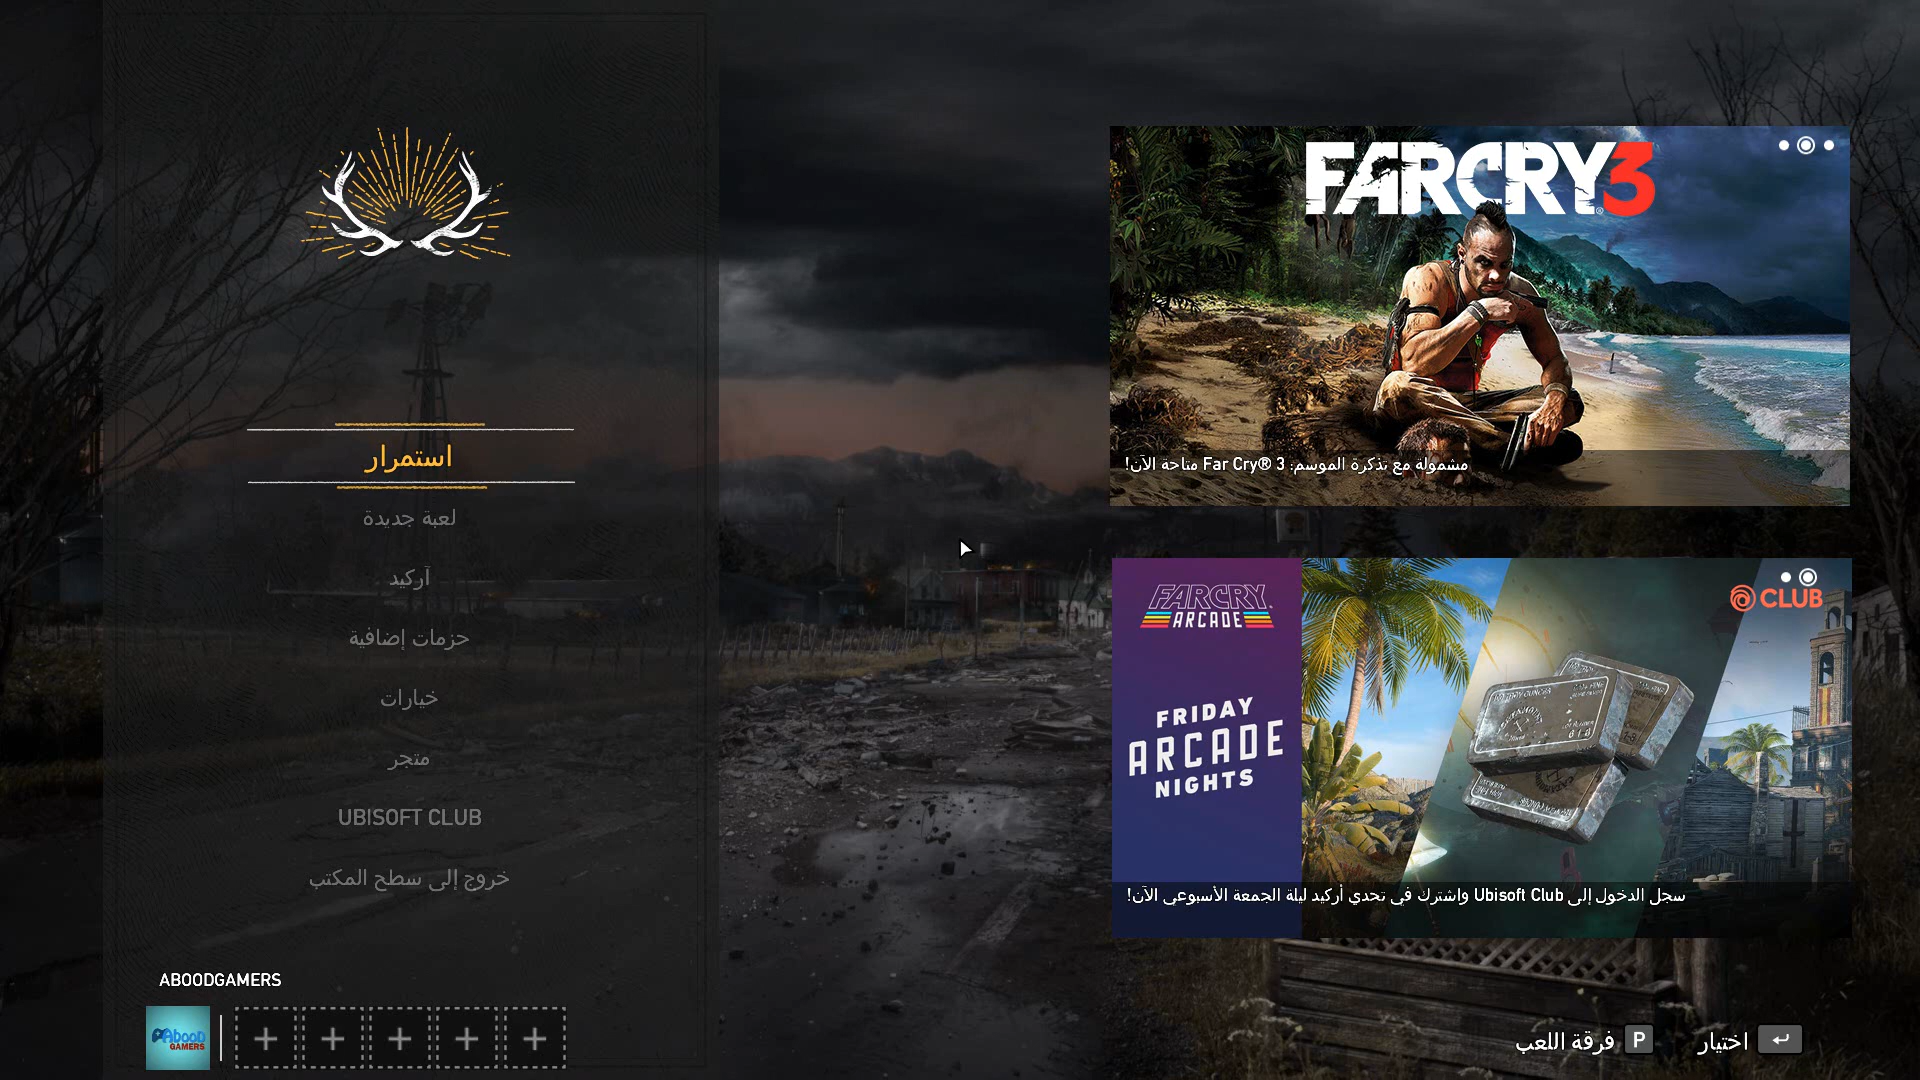 استمرار
لعبة جديدة
آركيد
حزمات إضافية
خيارات
متجر
UBISOFT CLUB
خروج إلى سطح المكتب
ABOODGAMERS
Abood
GAMERS
FARCRY3
مشمولة مع تذكرة الموسم: Far Cry® 3 متاحة الآن!
FARCRY
ARCADE
FRIDAY
ARCADE
NIGHTS
CLUB
سجل الدخول إلى Ubisoft Club واشترك في تحدي أركيد ليلة الجمعة الأسبوعي الآن!
فرقة اللعب P
اختيار